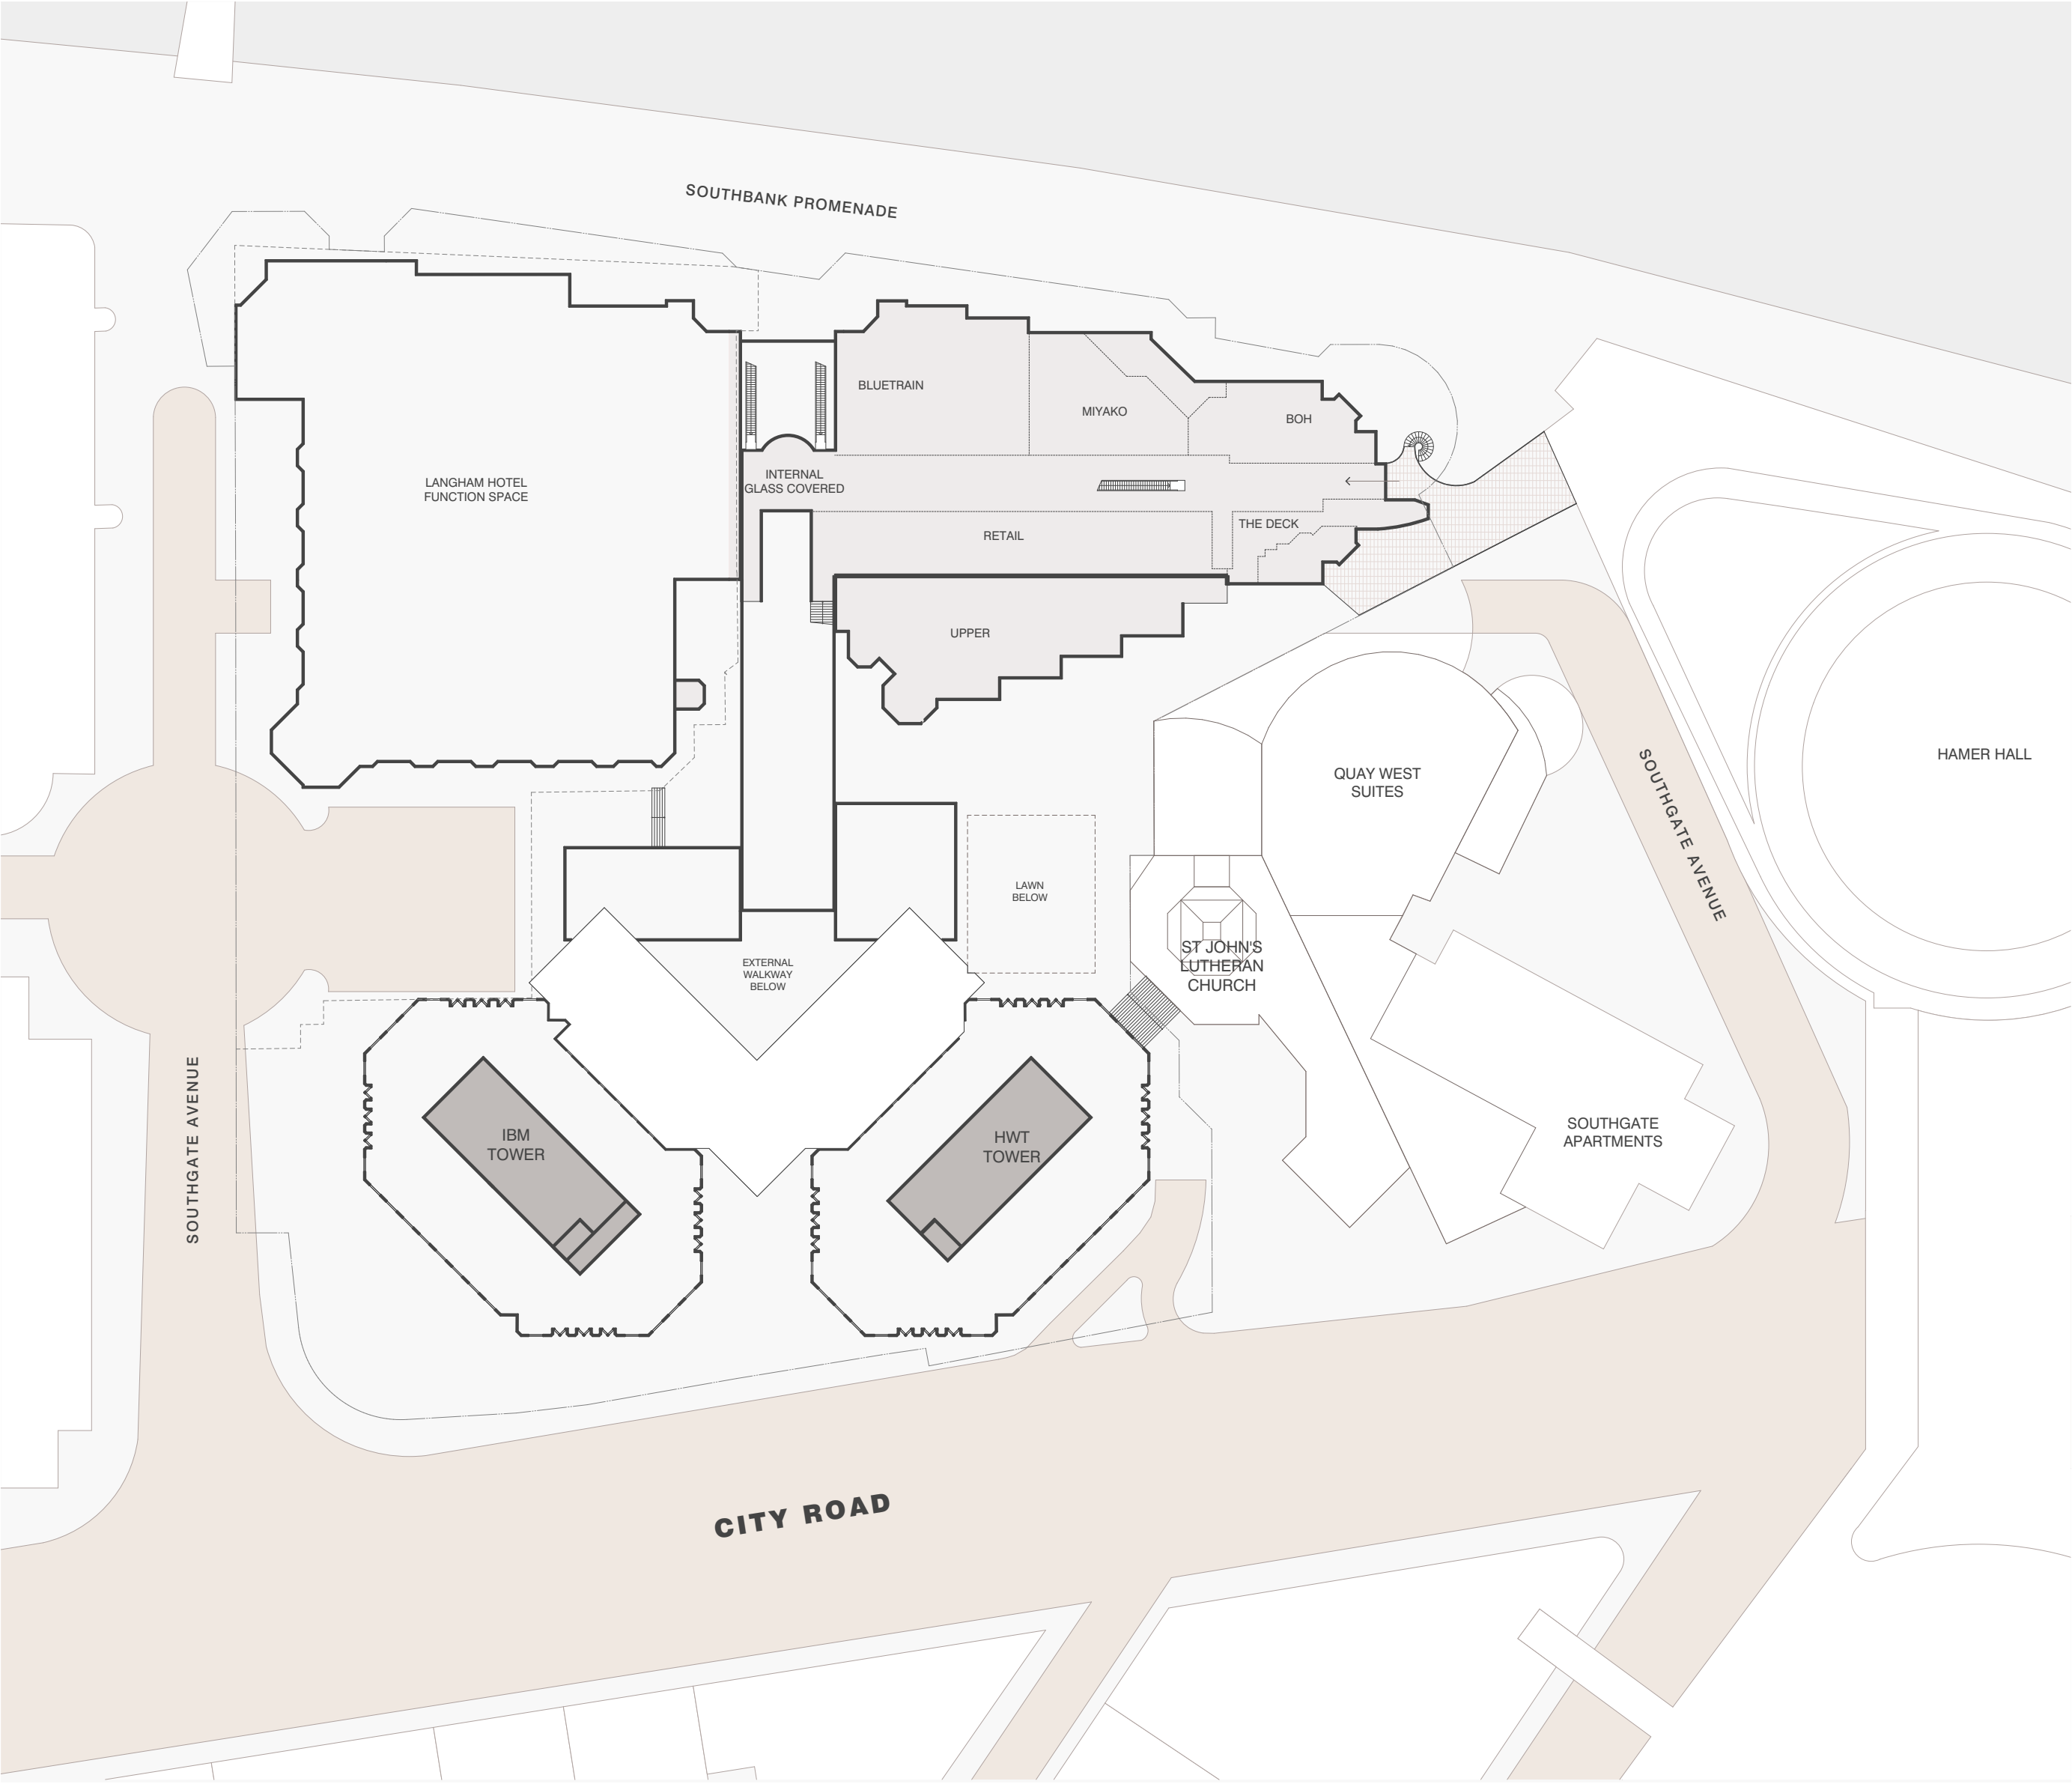 SOUTHBANK PROMENADE
BLUETRAIN
MIYAKO
BOH
LANGHAM HOTEL
FUNCTION SPACE
INTERNAL
GLASS COVERED
THE DECK
RETAIL
UPPER
HAMER HALL
QUAY WEST
SUITES
SOUTHGATE AVENUE
LAWN
BELOW
ST JOHN'S
LUTHERAN
CHURCH
EXTERNAL
WALKWAY
BELOW
SOUTHGATE AVENUE
IBM
TOWER
HWT
TOWER
SOUTHGATE
APARTMENTS
CITY ROAD